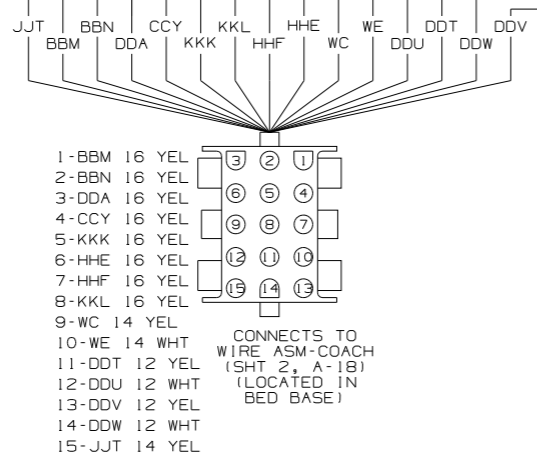 JJT BBN CCY KKL HHE WE DDT DDV
BBM DDA KKK HHF WC DDU DDW
1-BBM 16 YEL
2-BBN 16 YEL
3-DDA 16 YEL
4-CCY 16 YEL
5-KKK 16 YEL
6-HHE 16 YEL
7-HHF 16 YEL
8-KKL 16 YEL
9-WC 14 YEL
10-WE 14 WHT
11-DDT 12 YEL
12-DDU 12 WHT
13-DDV 12 YEL
14-DDW 12 WHT
15-JJT 14 YEL
3 2 1
6 5 4
9 8 7
12 11 10
15 14 13
CONNECTS TO
WIRE ASM-COACH
(SHT 2, A-18)
(LOCATED IN
BED BASE)